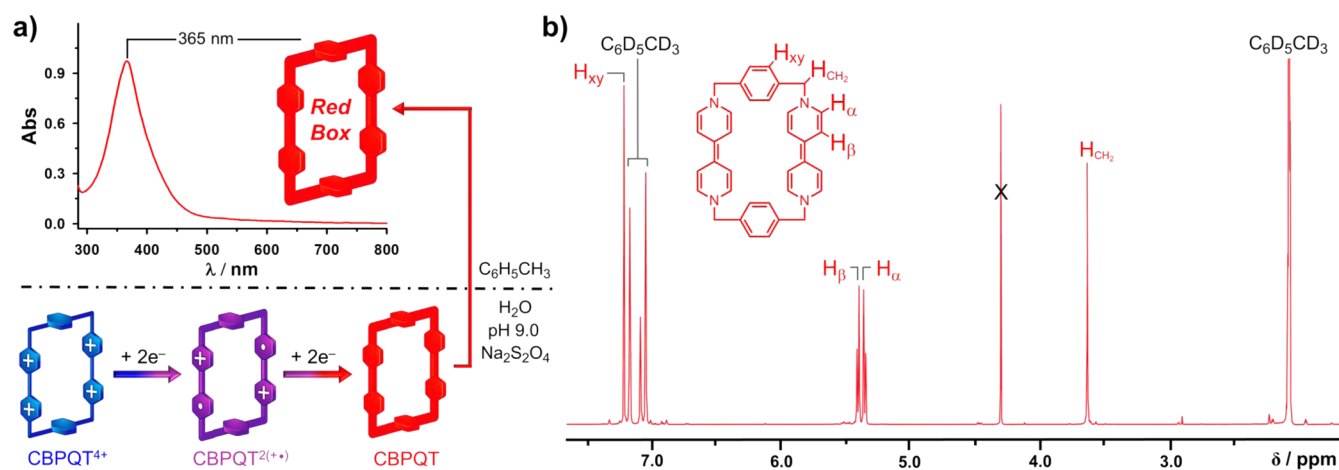 a)
365 nm
Abs
0.9
0.6
0.3
0.0
Red
Box
300
400
500
600
700
800
λ / nm
C₆H₅CH₃
H₂O
pH 9.0
Na₂S₂O₄
+ 2e⁻
+ 2e⁻
+
+
+
+
+
+
CBPQT⁴⁺
CBPQT²⁽⁺•⁾
CBPQT
b)
C₆D₅CD₃
C₆D₅CD₃
Hxy
Hxy
H_CH₂
N
N
Hα
Hβ
N
N
X
H_CH₂
Hβ
Hα
7.0
6.0
5.0
4.0
3.0
δ / ppm